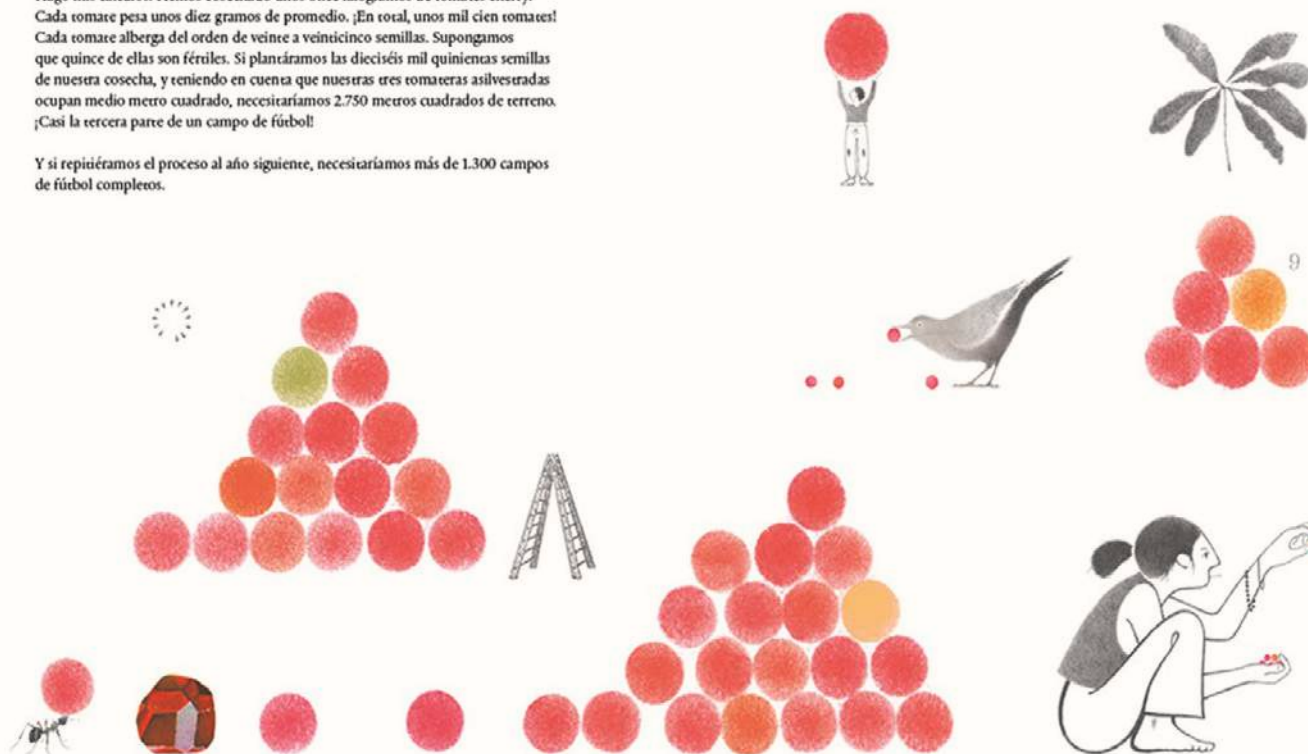 Cada tomate pesa unos diez gramos de promedio. ¡En total, unos mil cien tomates!
Cada tomate alberga del orden de veinte a veinticinco semillas. Supongamos
que quince de ellas son fértiles. Si plantáramos las dieciséis mil quinientas semillas
de nuestra cosecha, y teniendo en cuenta que nuestras tres tomateras asilvestradas
ocupan medio metro cuadrado, necesitaríamos 2.750 metros cuadrados de terreno.
¡Casi la tercera parte de un campo de fútbol!
Y si repitiéramos el proceso al año siguiente, necesitaríamos más de 1.300 campos
de fútbol completos.
9